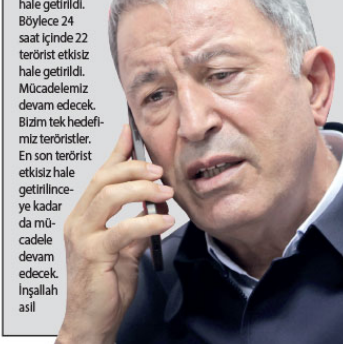 hale getirildi.
Böylece 24
saat içinde 22
terörist etkisiz
hale getirildi.
Mücadelemiz
devam edecek.
Bizim tek hedefi-
miz teröristler.
En son terörist
etkisiz hale
getirilince-
ye kadar
da mü-
cadele
devam
edecek.
İnşallah
asil